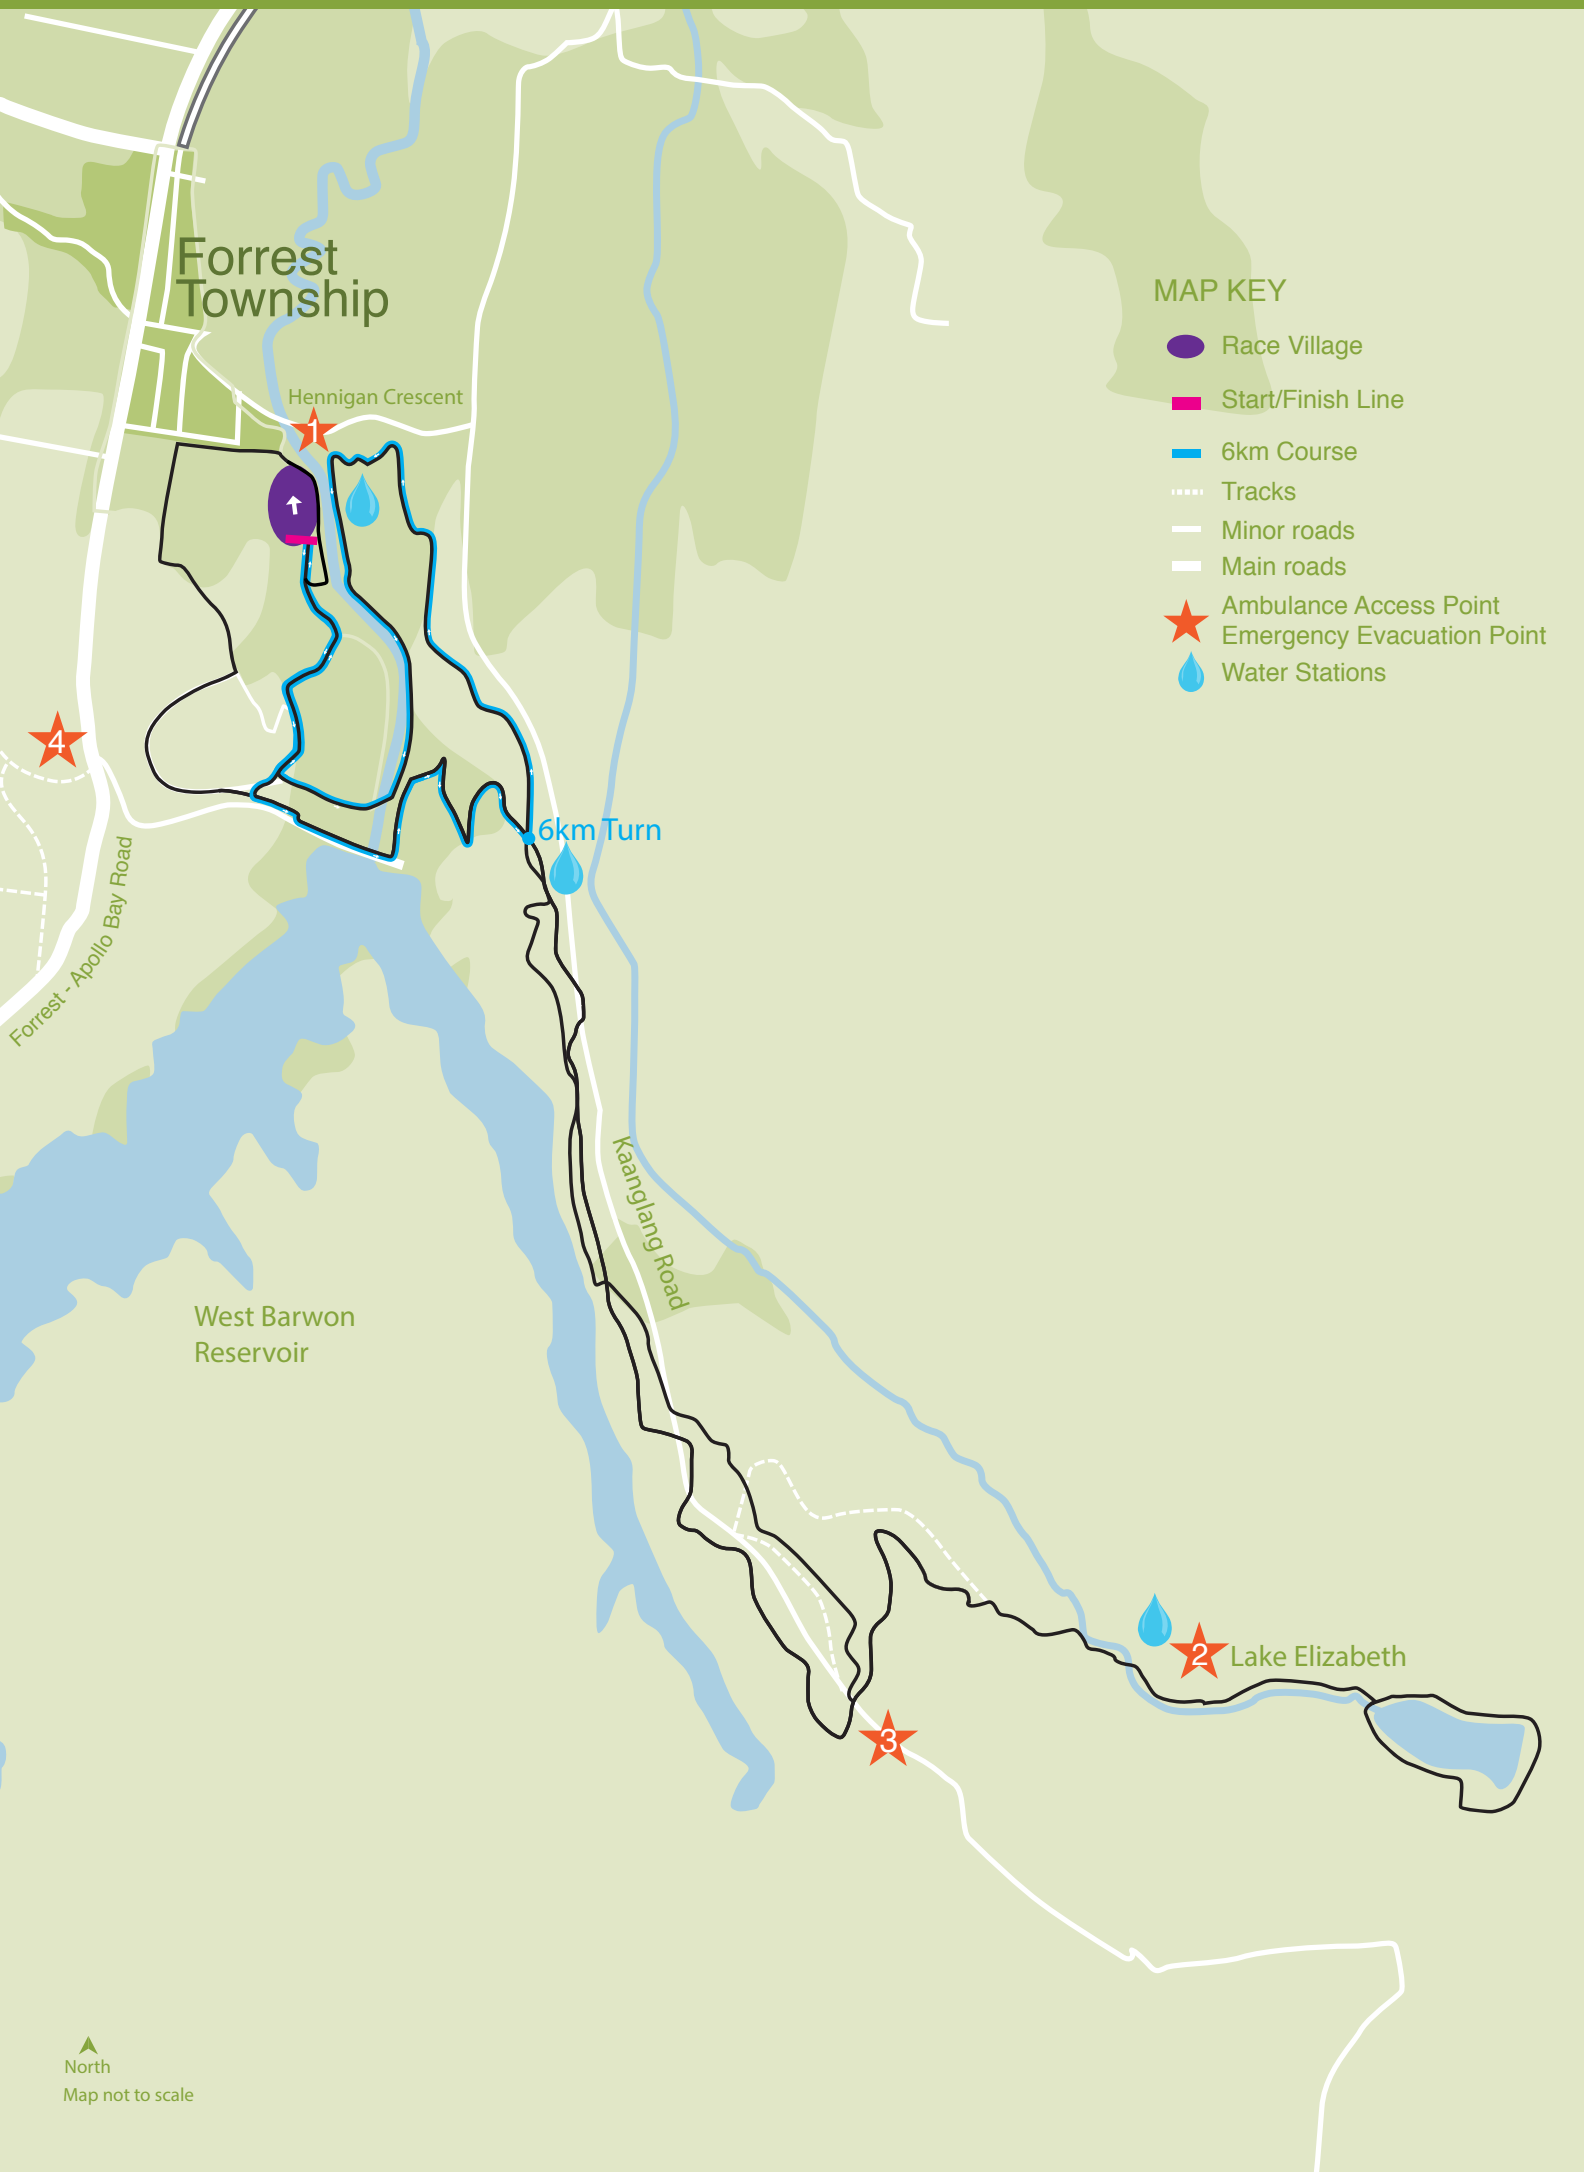 Forrest
Township
Hennigan Crescent
1
MAP KEY
Race Village
Start/Finish Line
6km Course
Tracks
Minor roads
Main roads
Ambulance Access Point
Emergency Evacuation Point
Water Stations
4
6km Turn
Forrest - Apollo Bay Road
Kaanglang Road
West Barwon
Reservoir
2
Lake Elizabeth
3
North
Map not to scale